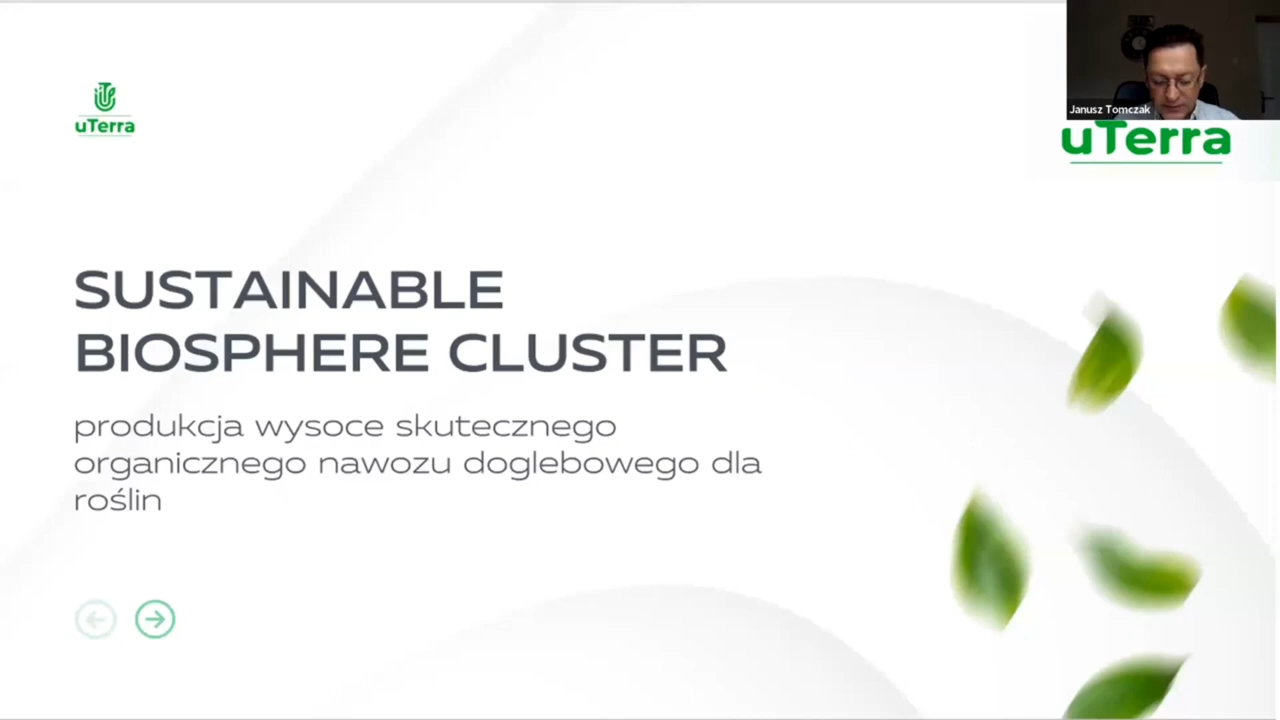 uTerra
Janusz Tomczak
uTerra
SUSTAINABLE
BIOSPHERE CLUSTER
produkcja wysoce skutecznego
organicznego nawozu doglebowego dla
roślin